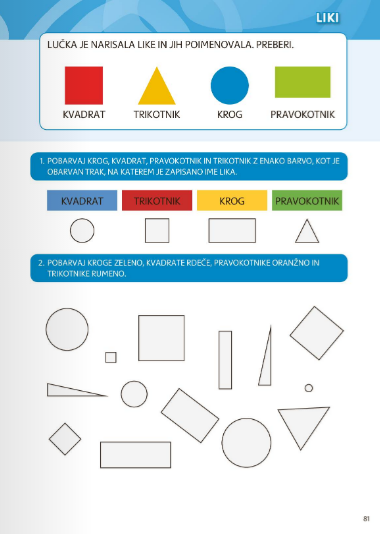 LIKI
LUČKA JE NARISALA LIKE IN JIH POIMENOVALA. PREBERI.
KVADRAT TRIKOTNIK KROG PRAVOKOTNIK
1. POBARVAJ KROG, KVADRAT, PRAVOKOTNIK IN TRIKOTNIK Z ENAKO BARVO, KOT JE
OBARVAN TRAK, NA KATEREM JE ZAPISANO IME LIKA.
KVADRAT TRIKOTNIK KROG PRAVOKOTNIK
2. POBARVAJ KROGE ZELENO, KVADRATE RDEČE, PRAVOKOTNIKE ORANŽNO IN
TRIKOTNIKE RUMENO.
81